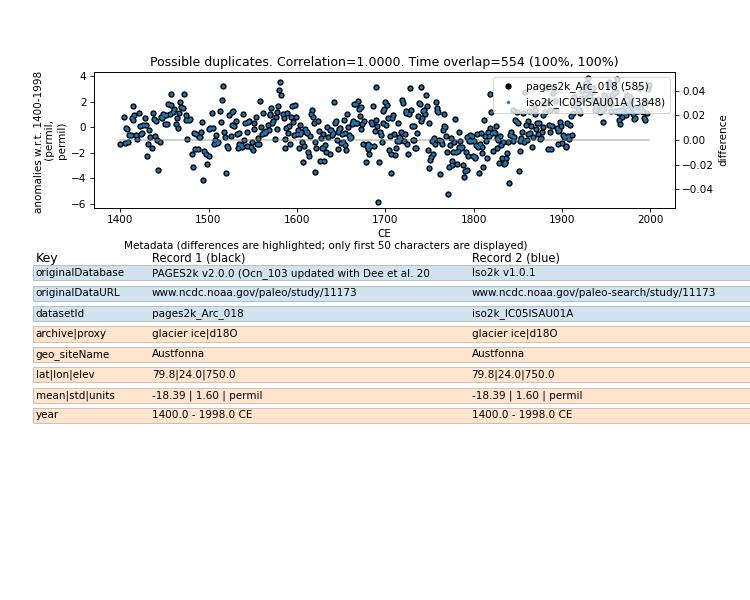 Possible duplicates. Correlation=1.0000. Time overlap=554 (100%, 100%)
anomalies w.r.t. 1400-1998
(permil,
permil)
4
2
0
−2
−4
−6
pages2k_Arc_018 (585)
iso2k_IC05ISAU01A (3848)
0.04
0.02
0.00
−0.02
−0.04
difference
1400 1500 1600 1700 1800 1900 2000
CE
Metadata (differences are highlighted; only first 50 characters are displayed)
Key Record 1 (black) Record 2 (blue)
originalDatabase PAGES2k v2.0.0 (Ocn_103 updated with Dee et al. 20 Iso2k v1.0.1
originalDataURL www.ncdc.noaa.gov/paleo/study/11173 www.ncdc.noaa.gov/paleo-search/study/11173
datasetId pages2k_Arc_018 iso2k_IC05ISAU01A
archive|proxy glacier ice|d18O glacier ice|d18O
geo_siteName Austfonna Austfonna
lat|lon|elev 79.8|24.0|750.0 79.8|24.0|750.0
mean|std|units -18.39 | 1.60 | permil -18.39 | 1.60 | permil
year 1400.0 - 1998.0 CE 1400.0 - 1998.0 CE